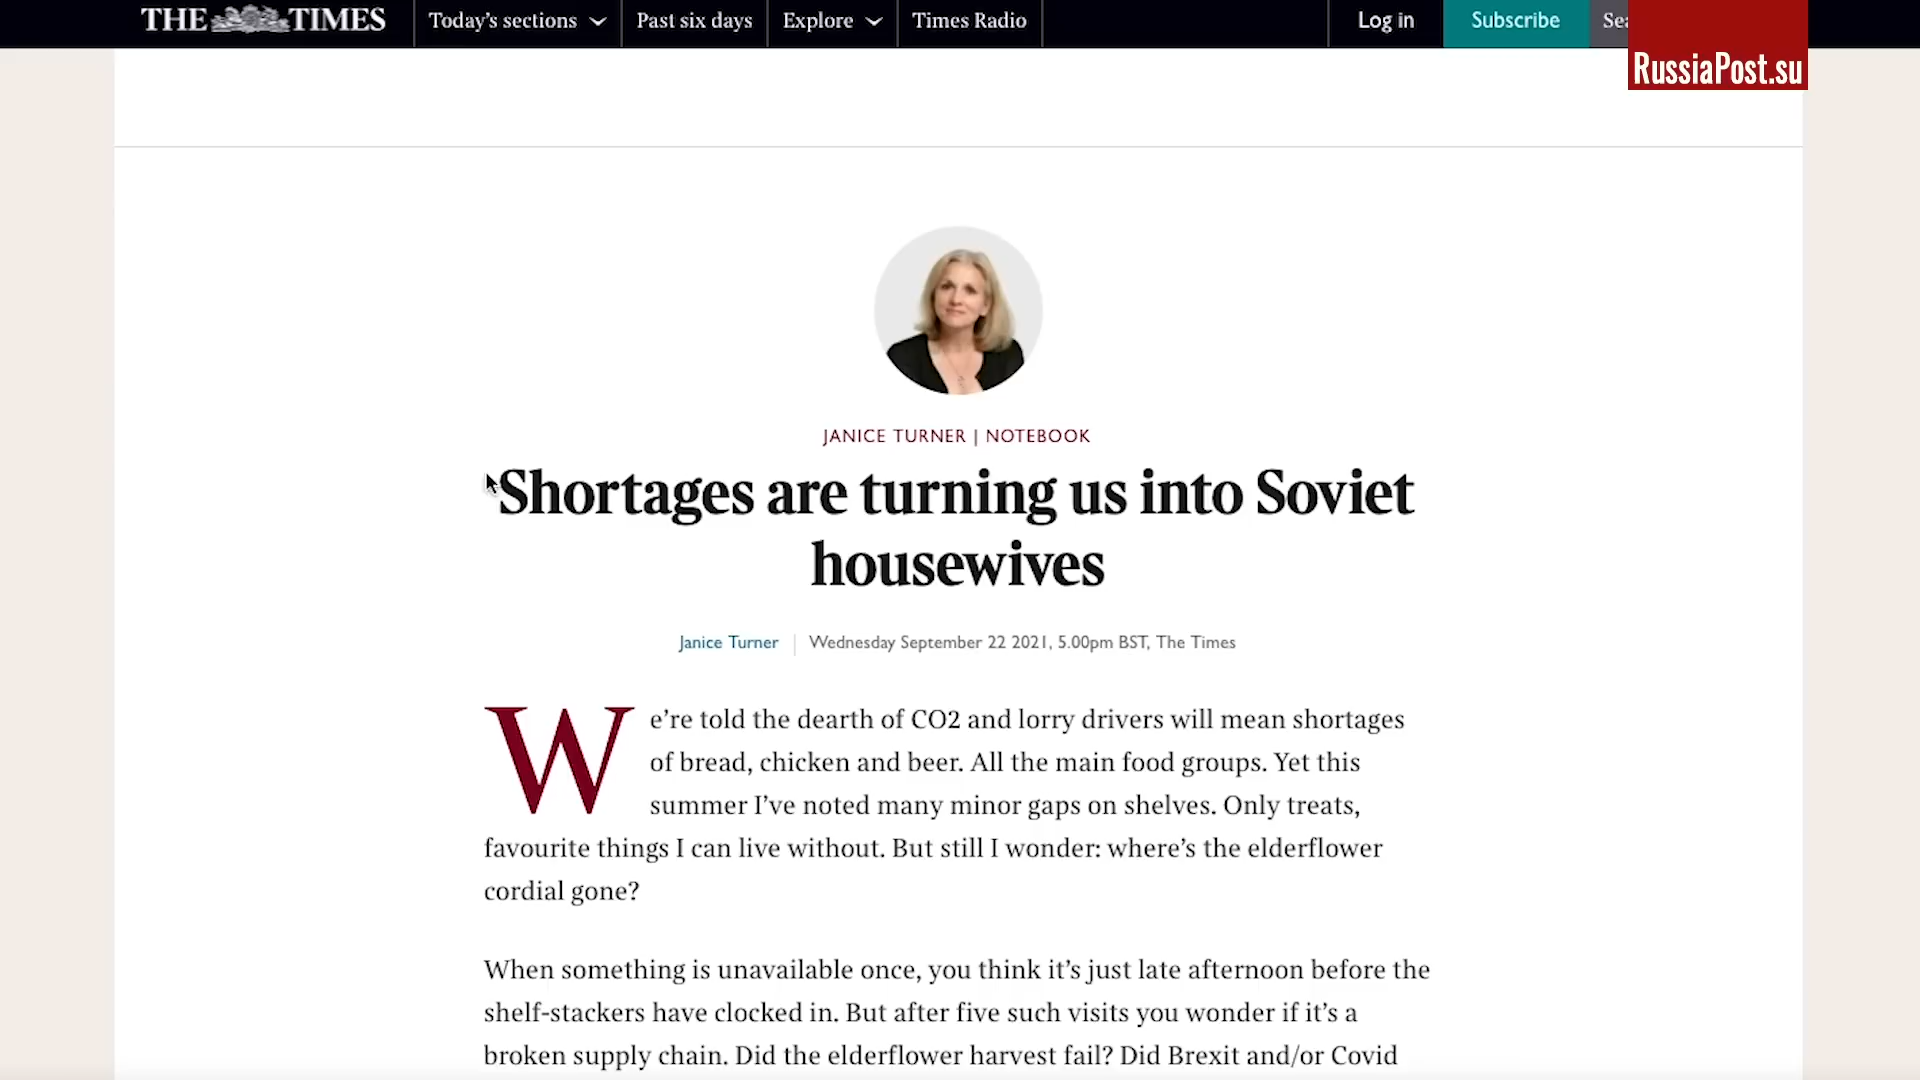 THE TIMES
Today's sections
Past six days
Explore
Times Radio
Log in
Subscribe
RussiaPost.su
JANICE TURNER | NOTEBOOK
Shortages are turning us into Soviet
housewives
Janice Turner
Wednesday September 22 2021, 5.00pm BST, The Times
We’re told the dearth of CO2 and lorry drivers will mean shortages
of bread, chicken and beer. All the main food groups. Yet this
summer I’ve noted many minor gaps on shelves. Only treats,
favourite things I can live without. But still I wonder: where’s the elderflower
cordial gone?
When something is unavailable once, you think it’s just late afternoon before the
shelf-stackers have clocked in. But after five such visits you wonder if it’s a
broken supply chain. Did the elderflower harvest fail? Did Brexit and/or Covid